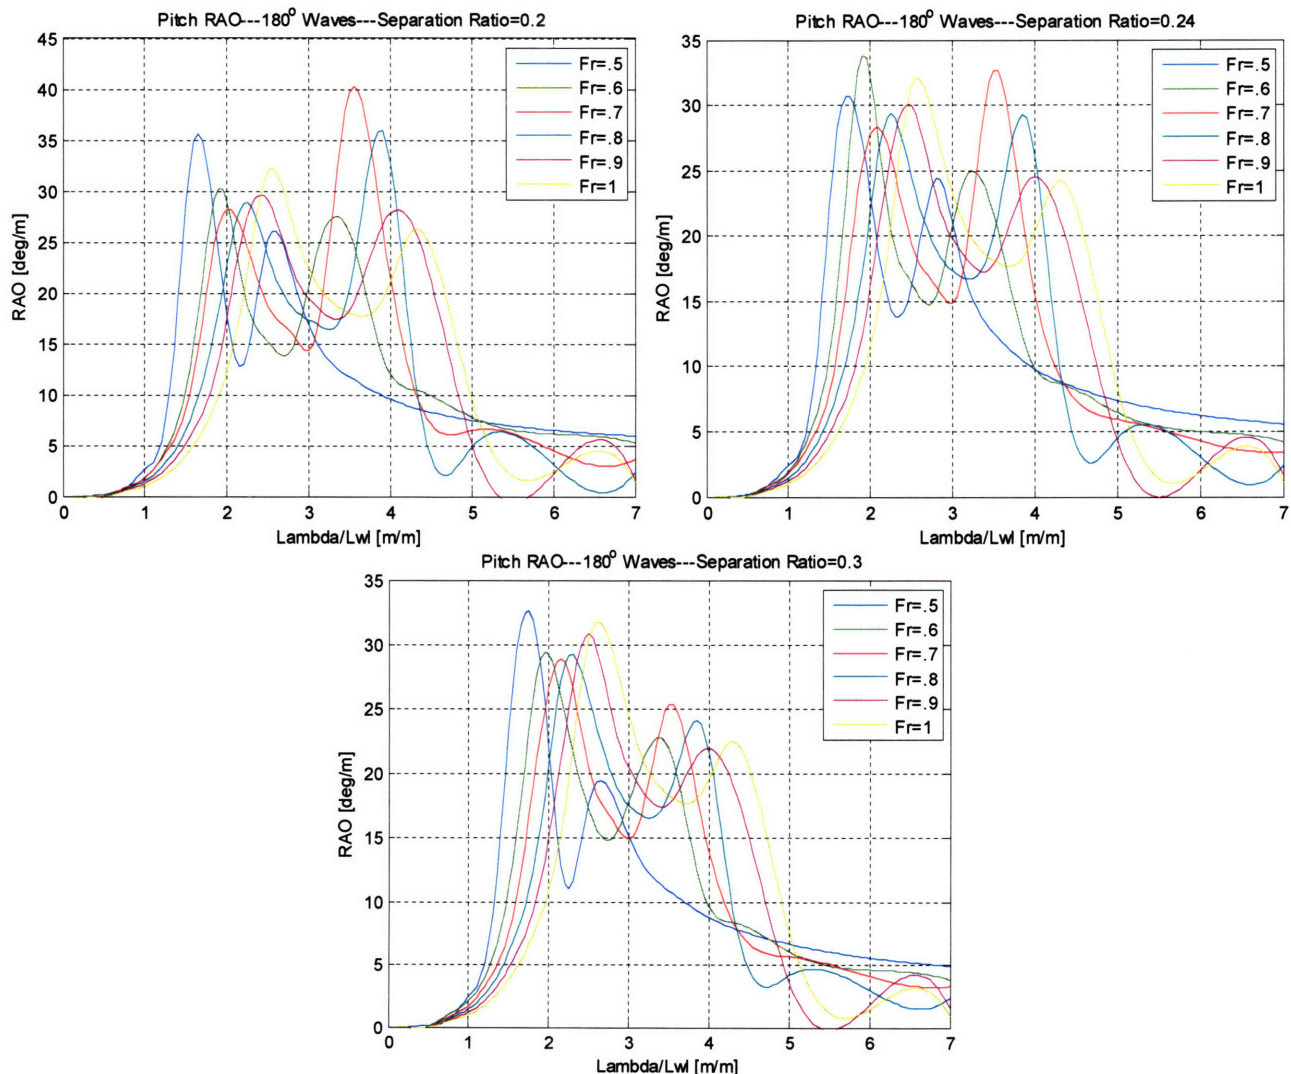 Pitch RAO---180° Waves---Separation Ratio=0.2
45
40
35
30
25
20
15
10
5
0
RAO [deg/m]
0 1 2 3 4 5 6 7
Lambda/Lwl [m/m]
Fr=.5
Fr=.6
Fr=.7
Fr=.8
Fr=.9
Fr=1
Pitch RAO---180° Waves---Separation Ratio=0.24
35
30
25
20
15
10
5
0
RAO [deg/m]
0 1 2 3 4 5 6 7
Lambda/Lwl [m/m]
Fr=.5
Fr=.6
Fr=.7
Fr=.8
Fr=.9
Fr=1
Pitch RAO---180° Waves---Separation Ratio=0.3
35
30
25
20
15
10
5
0
RAO [deg/m]
0 1 2 3 4 5 6 7
Lambda/Lwl [m/m]
Fr=.5
Fr=.6
Fr=.7
Fr=.8
Fr=.9
Fr=1